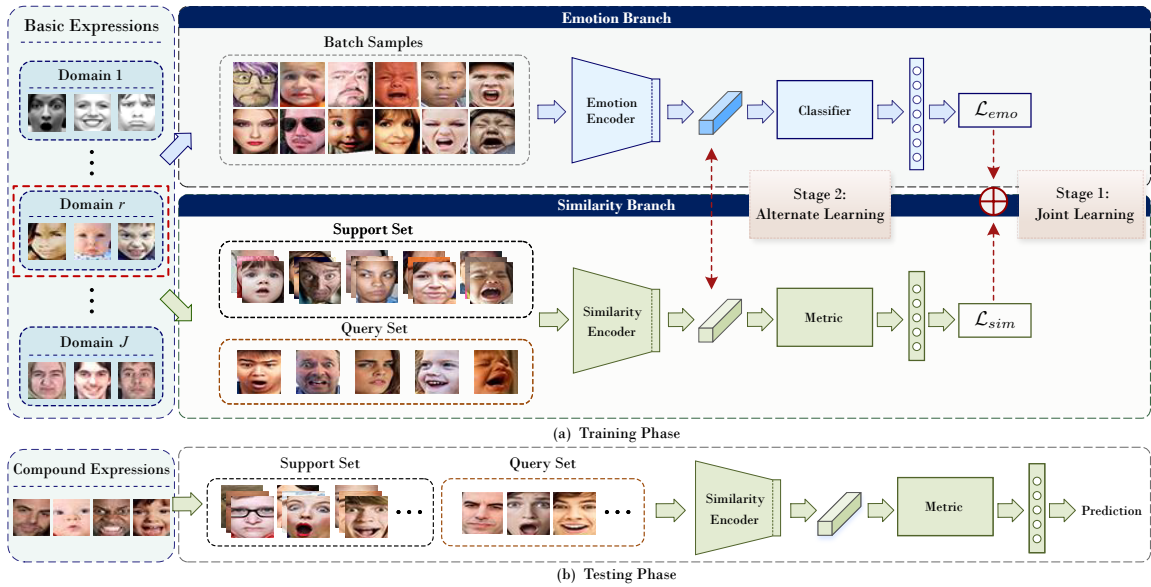 Basic Expressions
Domain 1
Domain r
Domain J
Emotion Branch
Batch Samples
Emotion
Encoder
Classifier
ℒemo
Stage 2:
Alternate Learning
Stage 1:
Joint Learning
Similarity Branch
Support Set
Query Set
Similarity
Encoder
Metric
ℒsim
(a) Training Phase
Compound Expressions
Support Set
Query Set
Similarity
Encoder
Metric
Prediction
(b) Testing Phase